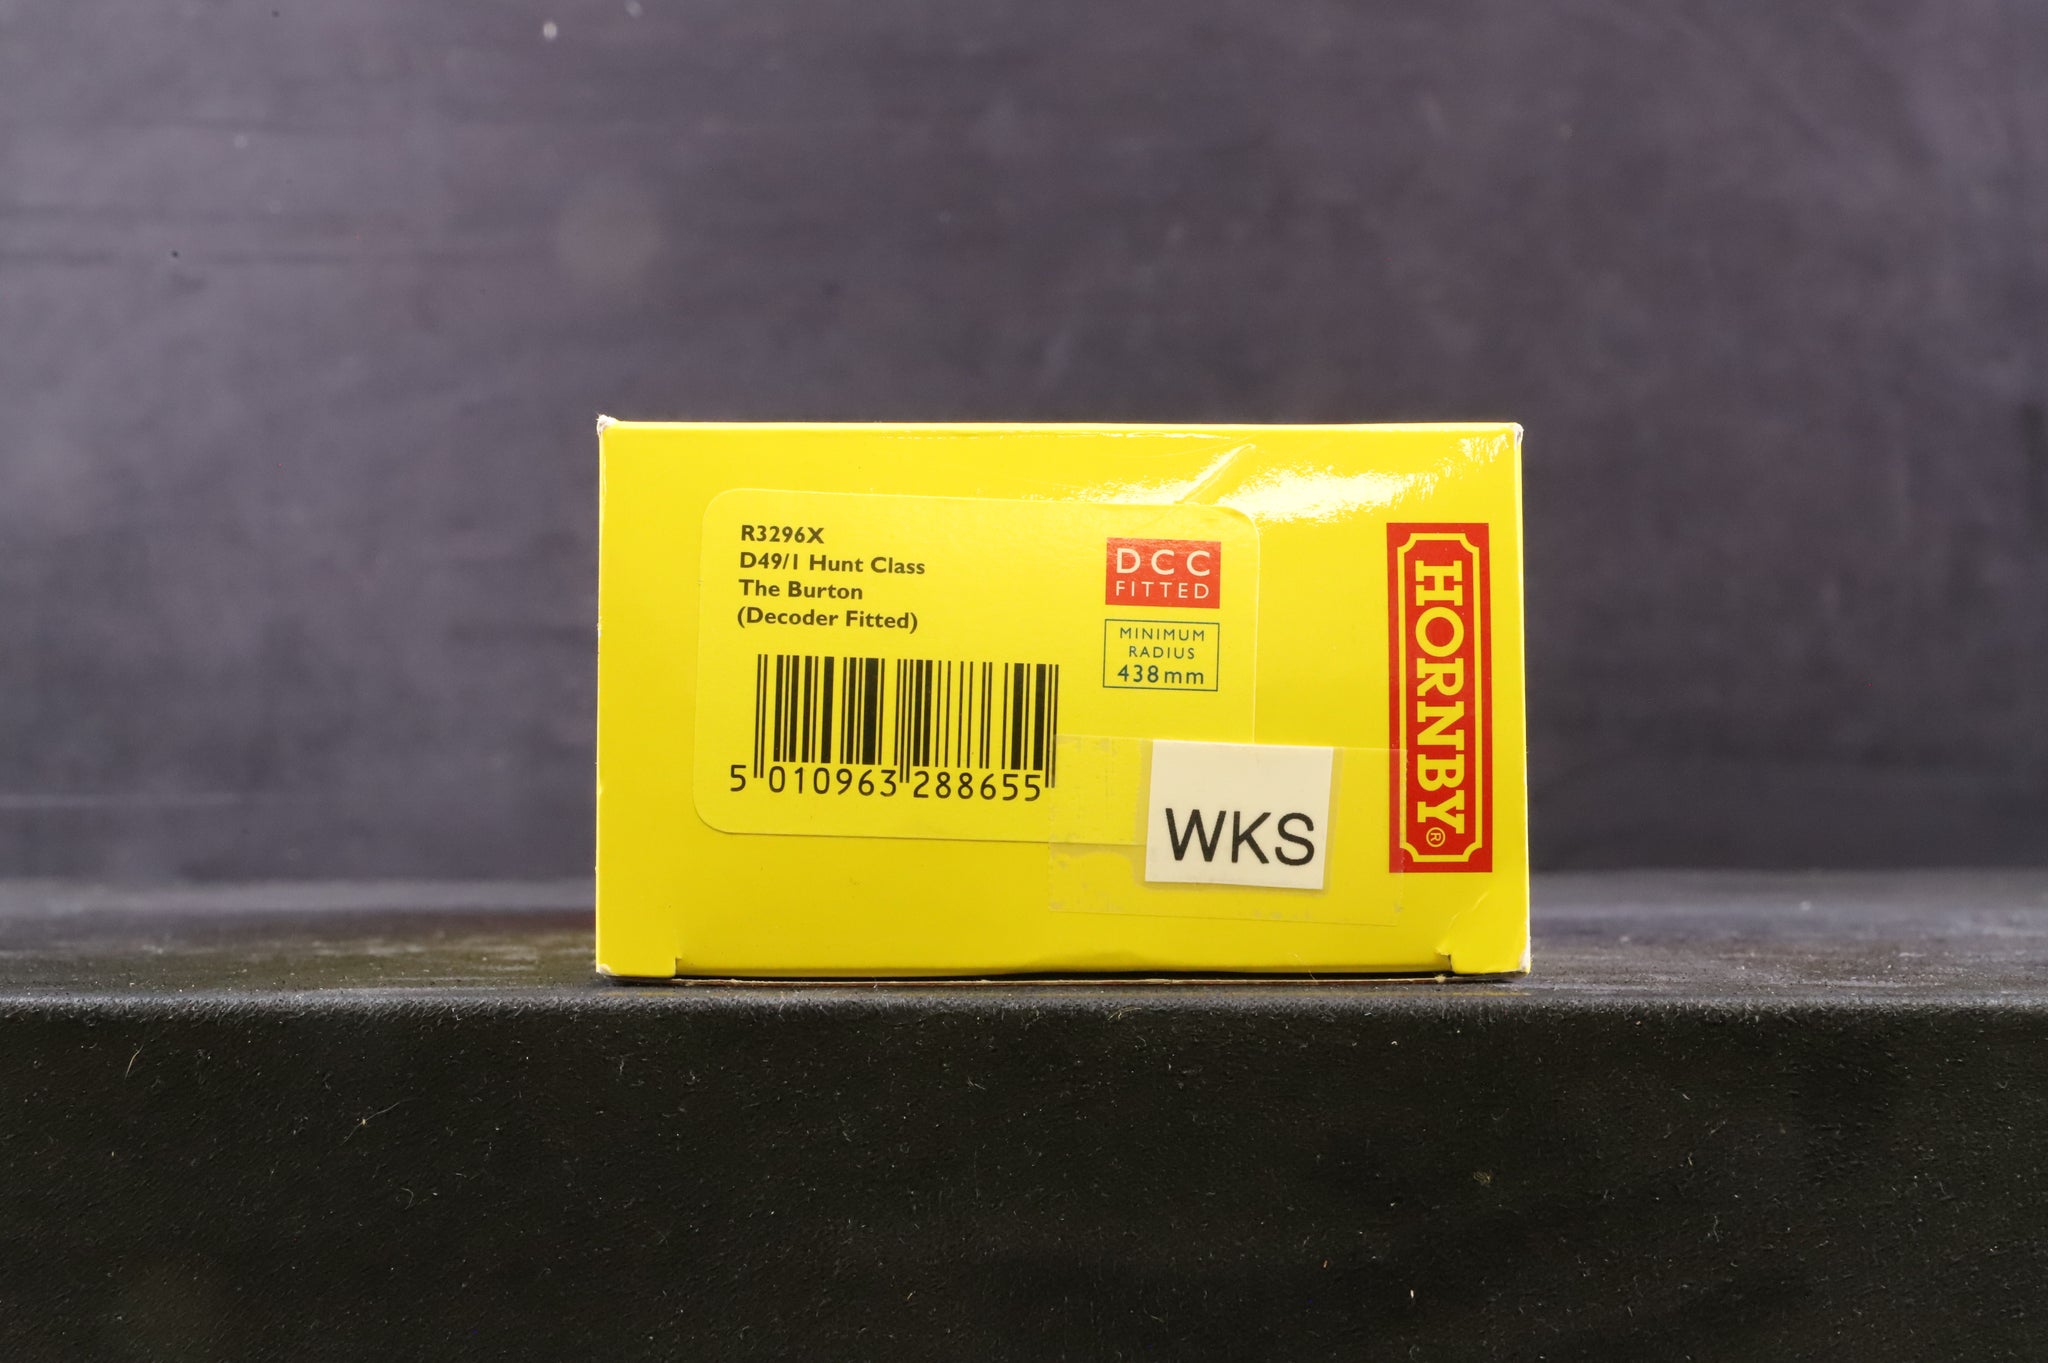 R3296X
D49/1 Hunt Class
The Burton
(Decoder Fitted)
5 010963 288655
DCC
FITTED
MINIMUM
RADIUS
438mm
WKS
HORNBY®